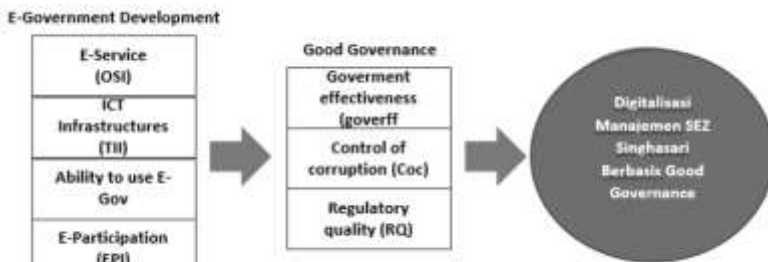 E-Government Development
E-Service
(OSI)
ICT
Infrastructures
(TII)
Ability to use E-
Gov
E-Participation
(EPI)
Good Governance
Goverment
effectiveness
(goverff
Control of
corruption (Coc)
Regulatory
quality (RQ)
Digitalisasi
Manajemen SEZ
Singhasari
Berbasis Good
Governance